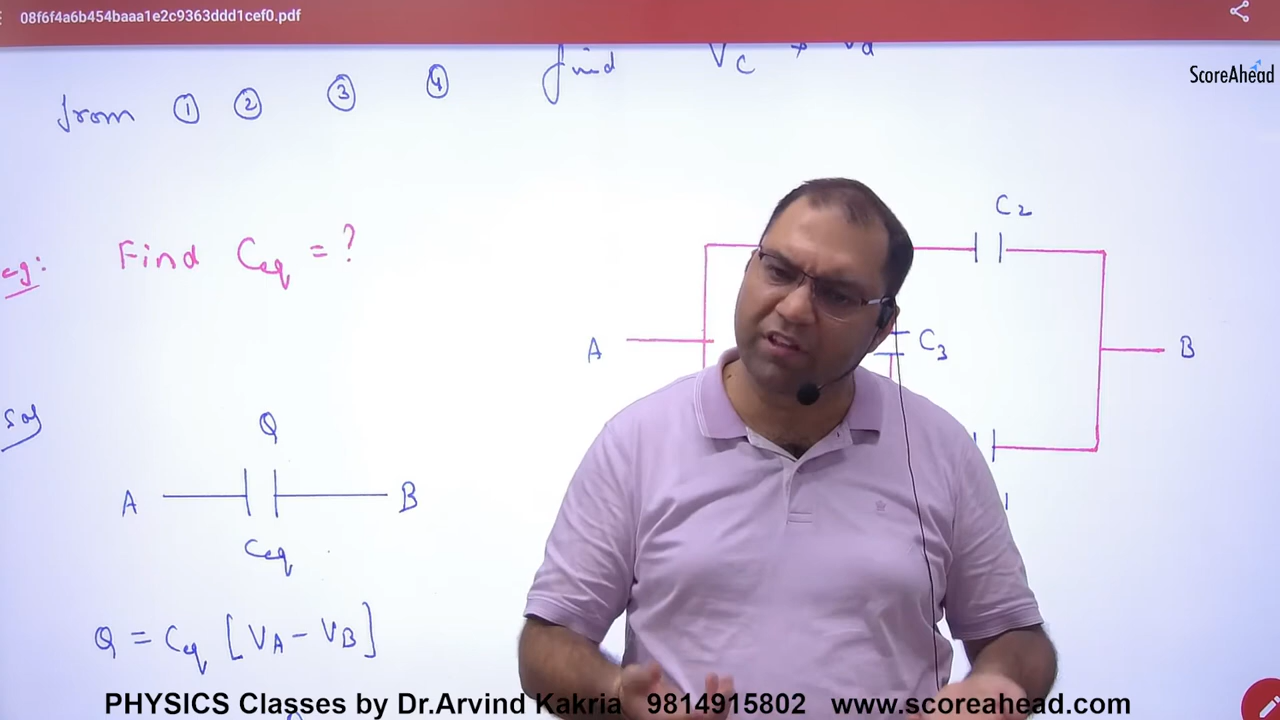 08f6f4a6b454baaa1e2c9363ddd1cef0.pdf
ScoreAhead
find VC
from ① ② ③ ④
C2
eg: Find Ceq = ?
A C3 B
Sol
Q
A B
Ceq
Q = Ceq [VA - VB]
PHYSICS Classes by Dr.Arvind Kakria 9814915802 www.scoreahead.com